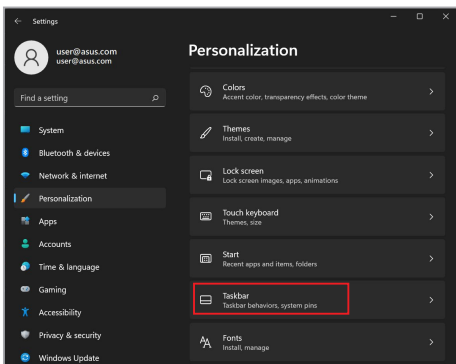 Settings
user@asus.com
user@asus.com
Find a setting
System
Bluetooth & devices
Network & internet
Personalization
Apps
Accounts
Time & language
Gaming
Accessibility
Privacy & security
Windows Update
Personalization
Colors
Accent color, transparency effects, color theme
Themes
Install, create, manage
Lock screen
Lock screen images, apps, animations
Touch keyboard
Themes, size
Start
Recent apps and items, folders
Taskbar
Taskbar behaviors, system pins
Fonts
Install, manage